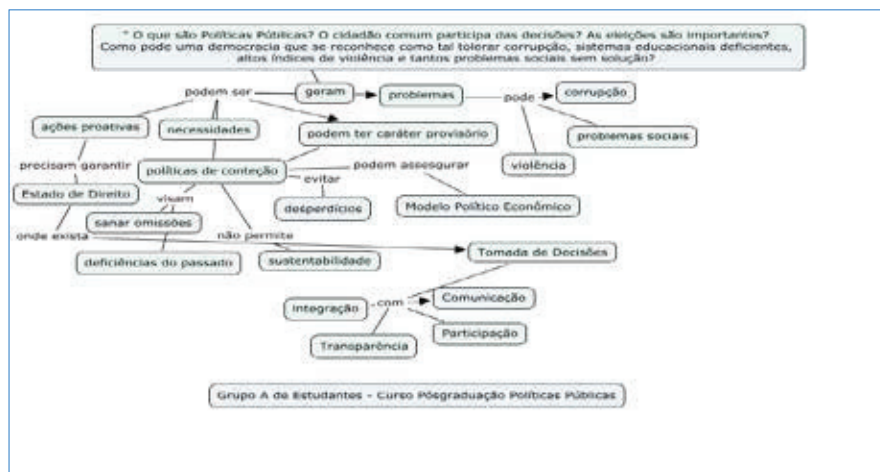 " O que são Políticas Públicas? O cidadão comum participa das decisões? As eleições são importantes?
Como pode uma democracia que se reconhece como tal tolerar corrupção, sistemas educacionais deficientes,
altos índices de violência e tantos problemas sociais sem solução?
podem ser
geram
problemas
pode
corrupção
ações proativas
necessidades
podem ter caráter provisório
problemas sociais
precisam garantir
políticas de conteção
podem assesgurar
violência
evitar
Estado de Direito
visam
desperdícios
Modelo Político Econômico
sanar omissões
onde exista
não permite
Tomada de Decisões
deficiências do passado
sustentabilidade
Integração
com
Comunicação
Participação
Transparência
Grupo A de Estudantes - Curso Pósgraduação Políticas Públicas